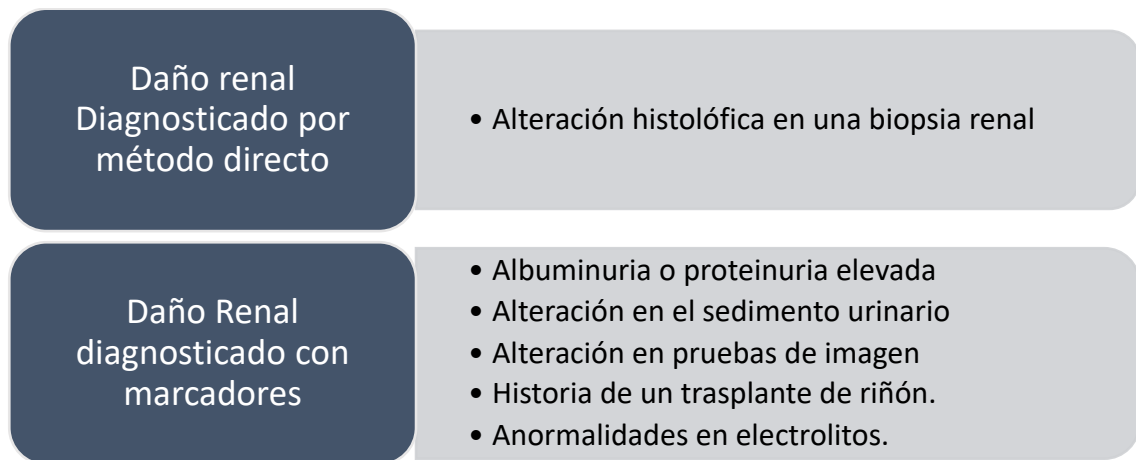 Daño renal
Diagnosticado por
método directo
• Alteración histolófica en una biopsia renal
Daño Renal
diagnosticado con
marcadores
• Albuminuria o proteinuria elevada
• Alteración en el sedimento urinario
• Alteración en pruebas de imagen
• Historia de un trasplante de riñón.
• Anormalidades en electrolitos.